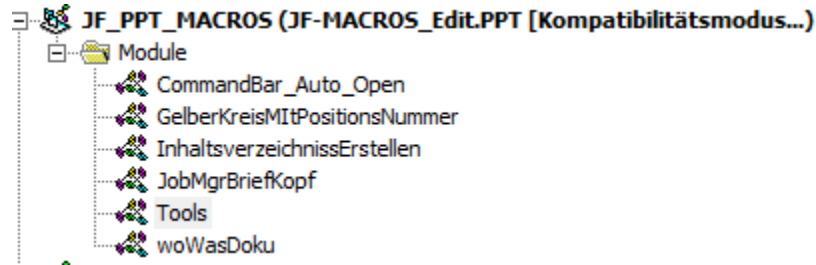 JF_PPT_MACROS (JF-MACROS_Edit.PPT [Kompatibilitätsmodus...)
Module
CommandBar_Auto_Open
GelberKreisMItPositionsNummer
InhaltsverzeichnissErstellen
JobMgrBriefKopf
Tools
woWasDoku